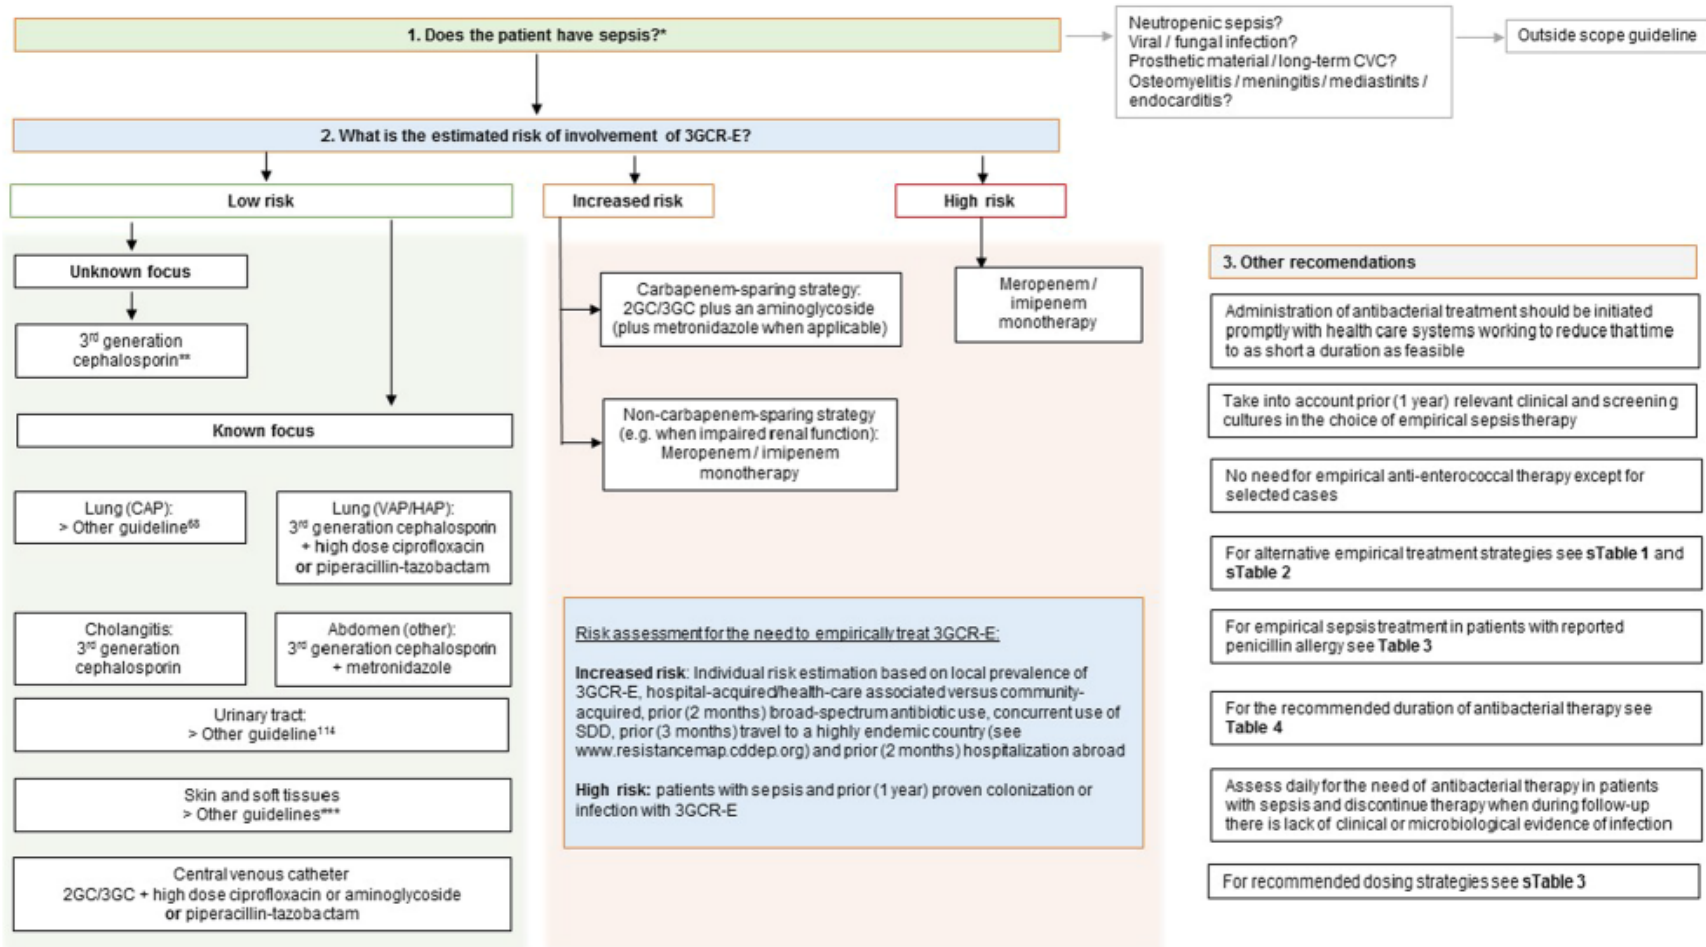 1. Does the patient have sepsis?*
Neutropenic sepsis?
Viral / fungal infection?
Prosthetic material / long-term CVC?
Osteomyelitis / meningitis / mediastinits /
endocarditis?
Outside scope guideline
2. What is the estimated risk of involvement of 3GCR-E?
Low risk
Increased risk
High risk
Unknown focus
3rd generation
cephalosporin**
Known focus
Lung (CAP):
> Other guideline68
Lung (VAP/HAP):
3rd generation cephalosporin
+ high dose ciprofloxacin
or piperacillin-tazobactam
Cholangitis:
3rd generation
cephalosporin
Abdomen (other):
3rd generation cephalosporin
+ metronidazole
Urinary tract:
> Other guideline114
Skin and soft tissues
> Other guidelines***
Central venous catheter
2GC/3GC + high dose ciprofloxacin or aminoglycoside
or piperacillin-tazobactam
Carbapenem-sparing strategy:
2GC/3GC plus an aminoglycoside
(plus metronidazole when applicable)
Non-carbapenem-sparing strategy
(e.g. when impaired renal function):
Meropenem / imipenem
monotherapy
Meropenem /
imipenem
monotherapy
Risk assessment for the need to empirically treat 3GCR-E:
Increased risk: Individual risk estimation based on local prevalence of
3GCR-E, hospital-acquired/health-care associated versus community-
acquired, prior (2 months) broad-spectrum antibiotic use, concurrent use of
SDD, prior (3 months) travel to a highly endemic country (see
www.resistancemap.cddep.org) and prior (2 months) hospitalization abroad
High risk: patients with sepsis and prior (1 year) proven colonization or
infection with 3GCR-E
3. Other recomendations
Administration of antibacterial treatment should be initiated
promptly with health care systems working to reduce that time
to as short a duration as feasible
Take into account prior (1 year) relevant clinical and screening
cultures in the choice of empirical sepsis therapy
No need for empirical anti-enterococcal therapy except for
selected cases
For alternative empirical treatment strategies see sTable 1 and
sTable 2
For empirical sepsis treatment in patients with reported
penicillin allergy see Table 3
For the recommended duration of antibacterial therapy see
Table 4
Assess daily for the need of antibacterial therapy in patients
with sepsis and discontinue therapy when during follow-up
there is lack of clinical or microbiological evidence of infection
For recommended dosing strategies see sTable 3